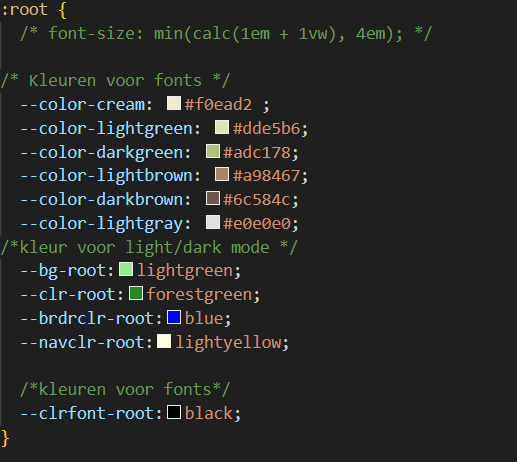 :root {
/* font-size: min(calc(1em + 1vw), 4em); */
/* Kleuren voor fonts */
--color-cream: #f0ead2 ;
--color-lightgreen: #dde5b6;
--color-darkgreen: #adc178;
--color-lightbrown: #a98467;
--color-darkbrown: #6c584c;
--color-lightgray: #e0e0e0;
/*kleur voor light/dark mode */
--bg-root: lightgreen;
--clr-root: forestgreen;
--brdrclr-root: blue;
--navclr-root: lightyellow;
/*kleuren voor fonts*/
--clrfont-root: black;
}